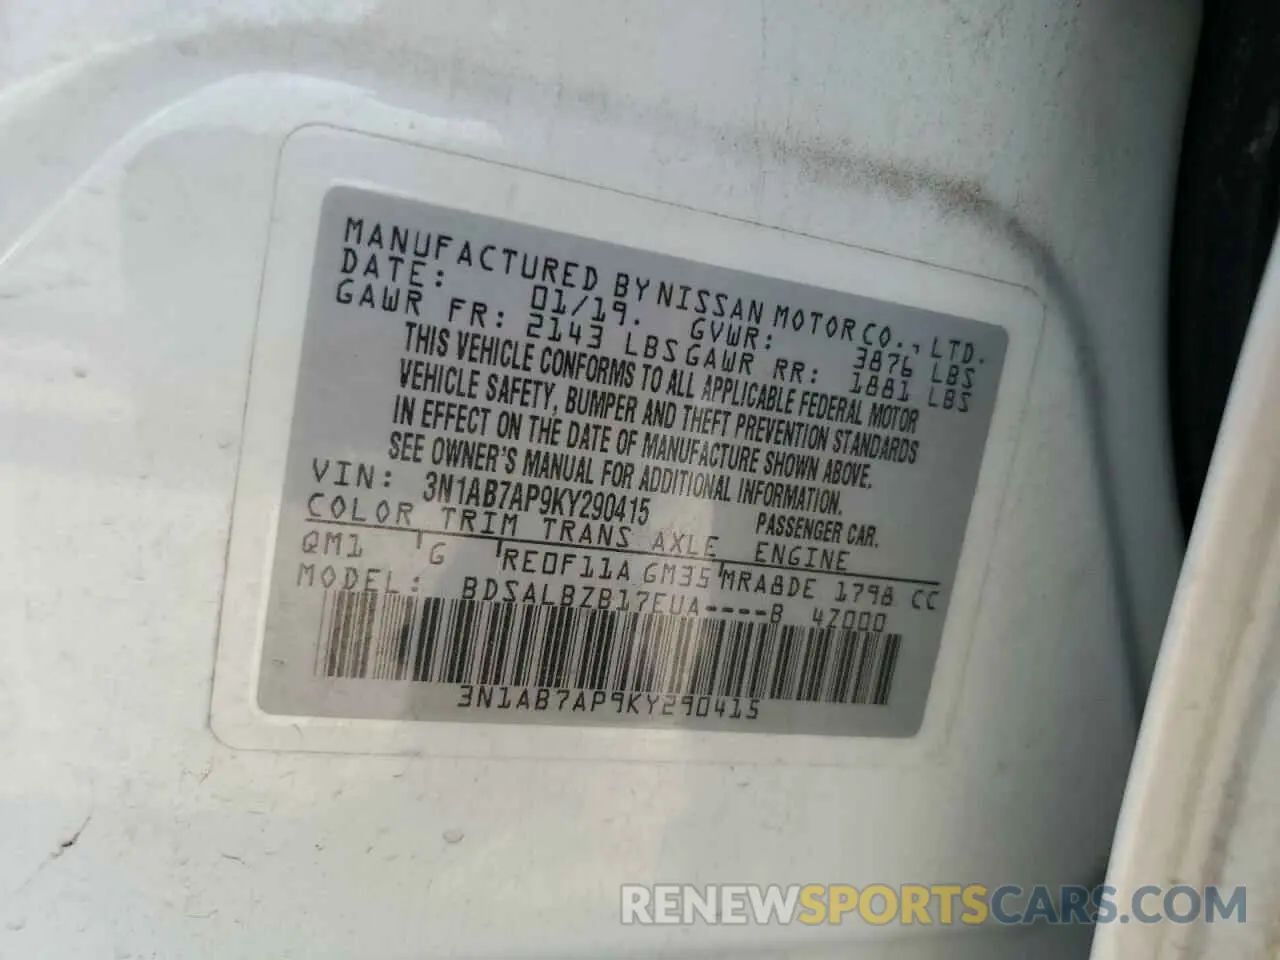 MANUFACTURED BY NISSAN MOTOR CO., LTD.
DATE: 01/19. GVWR: 3876 LBS
GAWR FR: 2143 LBS GAWR RR: 1881 LBS
THIS VEHICLE CONFORMS TO ALL APPLICABLE FEDERAL MOTOR
VEHICLE SAFETY, BUMPER AND THEFT PREVENTION STANDARDS
IN EFFECT ON THE DATE OF MANUFACTURE SHOWN ABOVE.
SEE OWNER'S MANUAL FOR ADDITIONAL INFORMATION.
VIN: 3N1AB7AP9KY290415 PASSENGER CAR.
COLOR TRIM TRANS AXLE ENGINE
QM1 G RE0F11A GM35 MRA8DE 1798 CC
MODEL: BDSALBZB17EUA----B 4Z000
3N1AB7AP9KY290415
RENEWSPORTSCARS.COM